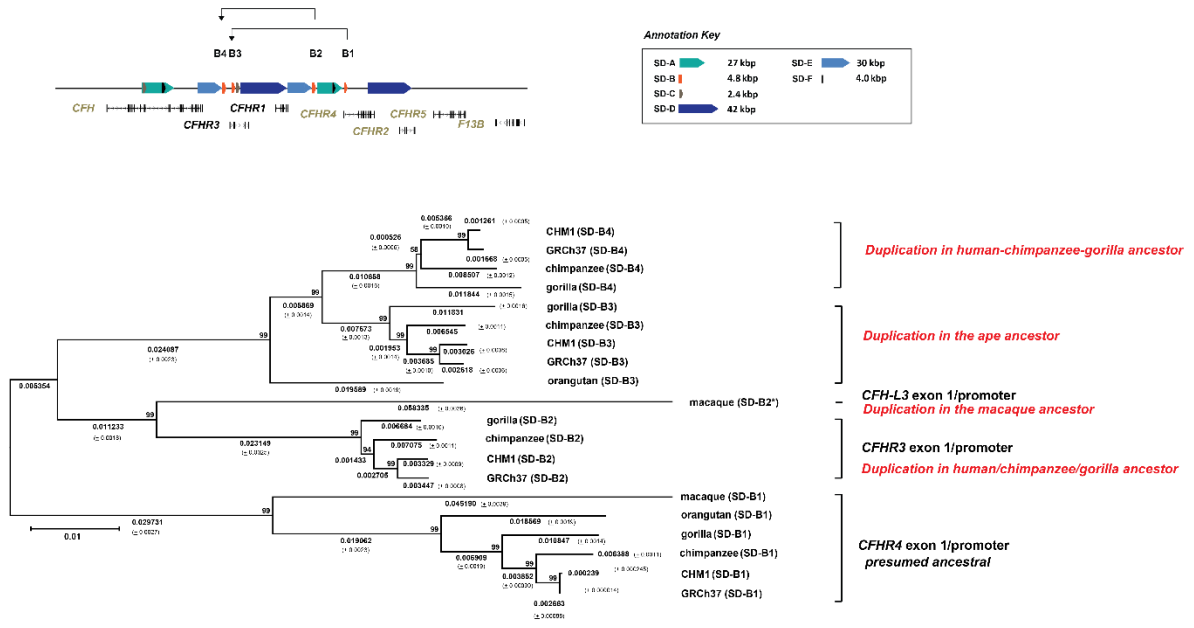 B4 B3 B2 B1
CFH
CFHR3
CFHR1
CFHR4
CFHR2
CFHR5
F13B
Annotation Key
SD-A 27 kbp SD-E 30 kbp
SD-B 4.8 kbp SD-F 4.0 kbp
SD-C 2.4 kbp
SD-D 42 kbp
0.005366 0.001261
0.000526 99 CHM1 (SD-B4)
58 GRCh37 (SD-B4)
Duplication in human-chimpanzee-gorilla ancestor
99 chimpanzee (SD-B4)
0.008507 (± 0.0012)
0.010658 gorilla (SD-B4)
0.011844 (± 0.0015)
99 gorilla (SD-B3)
0.011831
99 chimpanzee (SD-B3)
0.007573 0.006545
99 CHM1 (SD-B3)
Duplication in the ape ancestor
0.001953 99 0.003026
0.003685 GRCh37 (SD-B3)
99 0.002518
0.024087 orangutan (SD-B3)
0.019589
0.005354
CFH-L3 exon 1/promoter
macaque (SD-B2*)
Duplication in the macaque ancestor
99 0.058335
0.011233
gorilla (SD-B2)
99 0.006684
chimpanzee (SD-B2)
CFHR3 exon 1/promoter
0.023149 94 0.007075
CHM1 (SD-B2)
0.001433 99 0.003329
Duplication in human/chimpanzee/gorilla ancestor
0.002705 GRCh37 (SD-B2)
0.003447
macaque (SD-B1)
99 0.045190
orangutan (SD-B1)
0.029731 99
0.01
gorilla (SD-B1)
0.019062 99 0.010847
CFHR4 exon 1/promoter
chimpanzee (SD-B1)
0.006909 99 0.006388
presumed ancestral
CHM1 (SD-B1)
0.003852 99 0.000239
GRCh37 (SD-B1)
0.002663